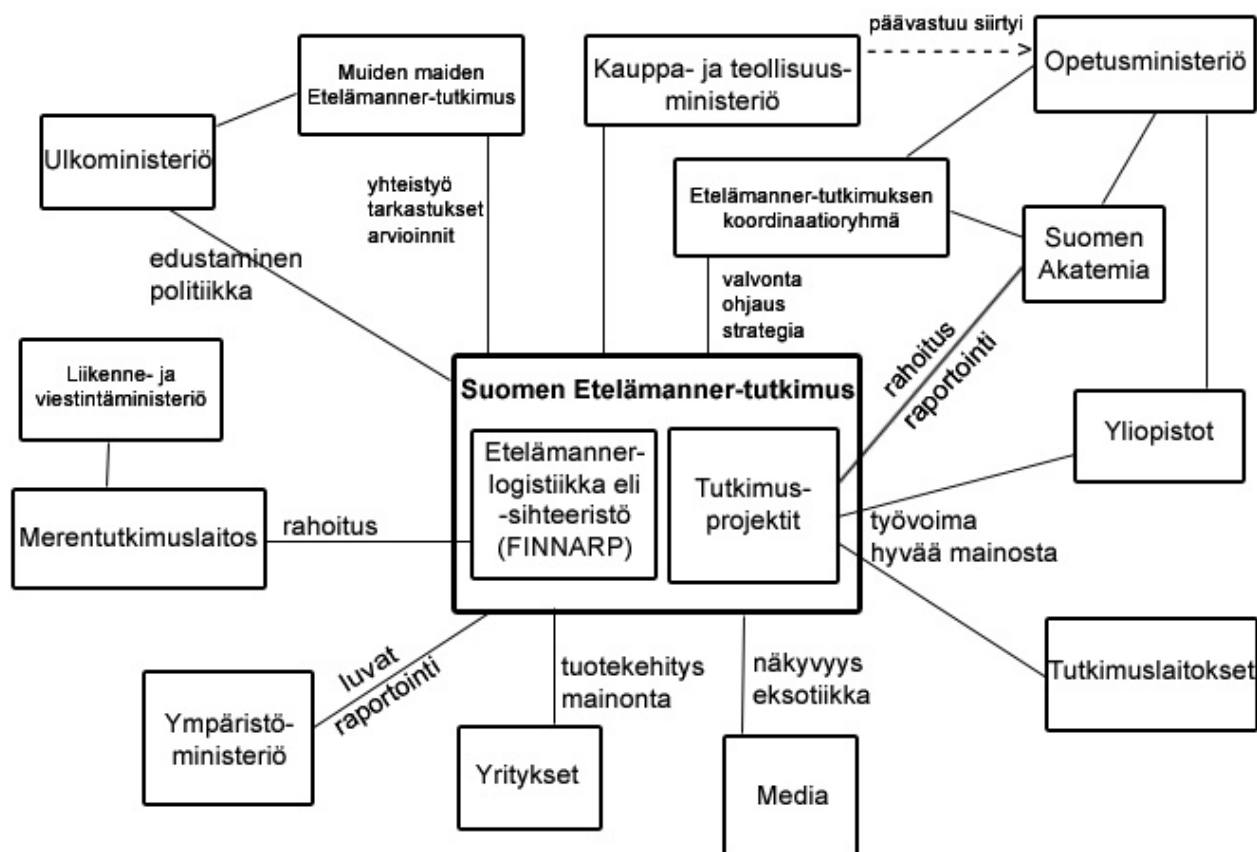 päävastuu siirtyi
Muiden maiden
Etelämanner-tutkimus
Kauppa- ja teollisuus-
ministeriö
Opetusministeriö
Ulkoministeriö
yhteistyö
tarkastukset
arvioinnit
Etelämanner-tutkimuksen
koordinaatioryhmä
Suomen
Akatemia
edustaminen
politiikka
valvonta
ohjaus
strategia
rahoitus
raportointi
Liikenne- ja
viestintäministeriö
Suomen Etelämanner-tutkimus
Etelämanner-
logistiikka eli
-sihteeristö
(FINNARP)
Tutkimus-
projektit
Yliopistot
Merentutkimuslaitos
rahoitus
työvoima
hyvää mainosta
luvat
raportointi
tuotekehitys
mainonta
näkyvyys
eksotiikka
Tutkimuslaitokset
Ympäristö-
ministeriö
Yritykset
Media